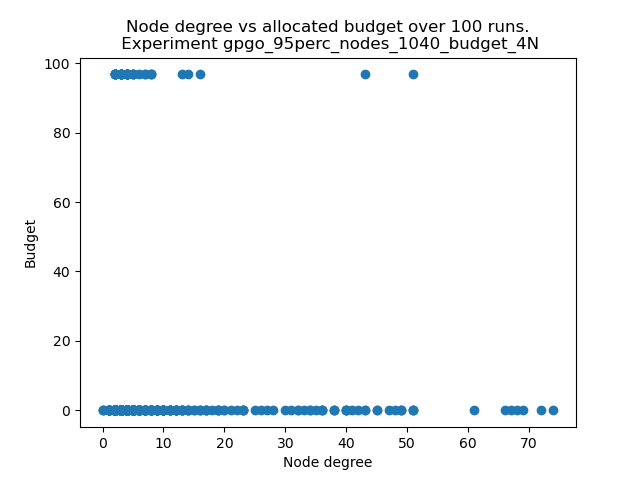 Node degree vs allocated budget over 100 runs.
Experiment gpgo_95perc_nodes_1040_budget_4N
100
80
60
40
20
0
Budget
0 10 20 30 40 50 60 70
Node degree